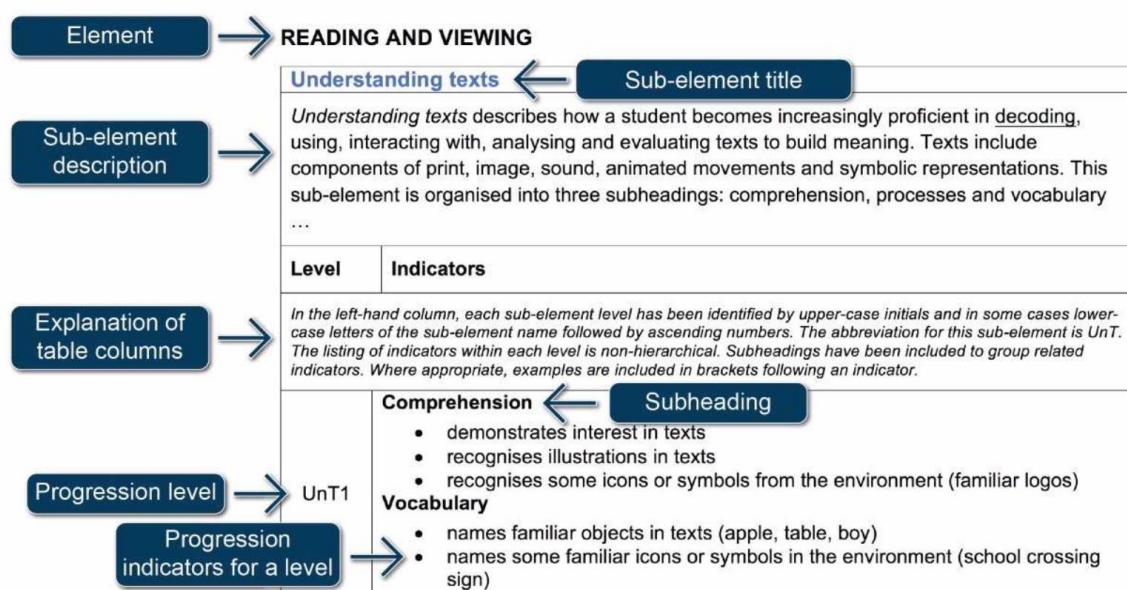 Element
READING AND VIEWING
Understanding texts
Sub-element title
Sub-element
description
Understanding texts describes how a student becomes increasingly proficient in decoding,
using, interacting with, analysing and evaluating texts to build meaning. Texts include
components of print, image, sound, animated movements and symbolic representations. This
sub-element is organised into three subheadings: comprehension, processes and vocabulary
…
Level Indicators
Explanation of
table columns
In the left-hand column, each sub-element level has been identified by upper-case initials and in some cases lower-
case letters of the sub-element name followed by ascending numbers. The abbreviation for this sub-element is UnT.
The listing of indicators within each level is non-hierarchical. Subheadings have been included to group related
indicators. Where appropriate, examples are included in brackets following an indicator.
Comprehension
Subheading
• demonstrates interest in texts
• recognises illustrations in texts
• recognises some icons or symbols from the environment (familiar logos)
Progression level
UnT1
Vocabulary
• names familiar objects in texts (apple, table, boy)
Progression
indicators for a level
• names some familiar icons or symbols in the environment (school crossing
sign)